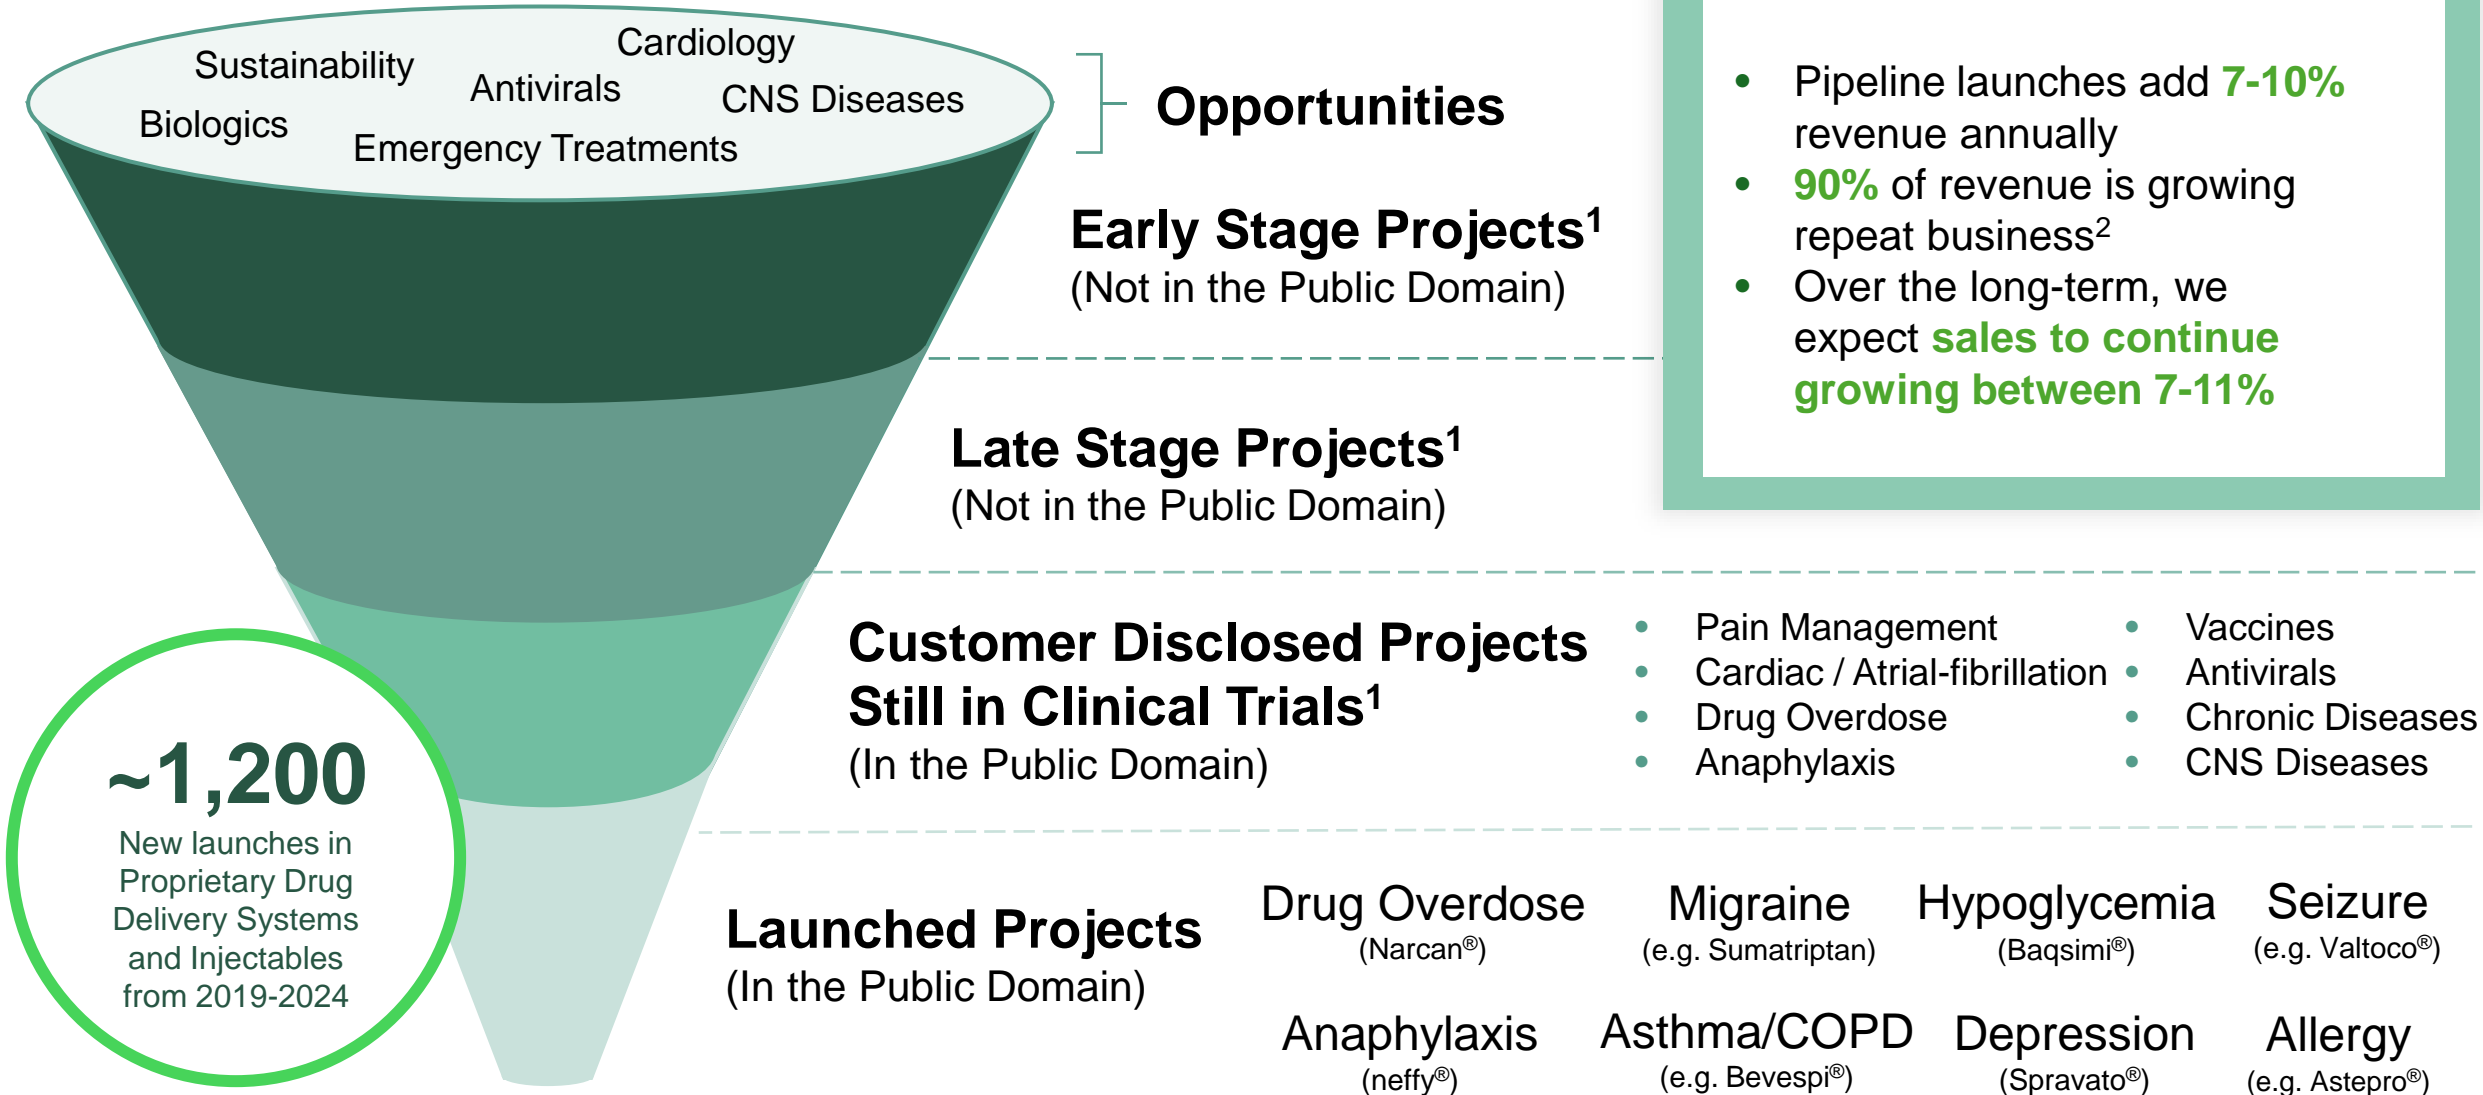 Cardiology
Sustainability
Antivirals
CNS Diseases
Biologics
Emergency Treatments
Opportunities
Early Stage Projects¹
(Not in the Public Domain)
• Pipeline launches add 7-10%
revenue annually
• 90% of revenue is growing
repeat business²
• Over the long-term, we
expect sales to continue
growing between 7-11%
Late Stage Projects¹
(Not in the Public Domain)
Customer Disclosed Projects
Still in Clinical Trials¹
(In the Public Domain)
• Pain Management
• Cardiac / Atrial-fibrillation
• Drug Overdose
• Anaphylaxis
• Vaccines
• Antivirals
• Chronic Diseases
• CNS Diseases
~1,200
New launches in
Proprietary Drug
Delivery Systems
and Injectables
from 2019-2024
Launched Projects
(In the Public Domain)
Drug Overdose
(Narcan®)
Migraine
(e.g. Sumatriptan)
Hypoglycemia
(Baqsimi®)
Seizure
(e.g. Valtoco®)
Anaphylaxis
(neffy®)
Asthma/COPD
(e.g. Bevespi®)
Depression
(Spravato®)
Allergy
(e.g. Astepro®)